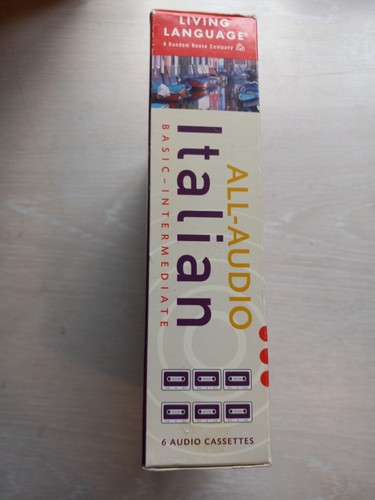 LIVING
LANGUAGE®
A Random House Company
ALL-AUDIO
Italian
BASIC–INTERMEDIATE
6 AUDIO CASSETTES